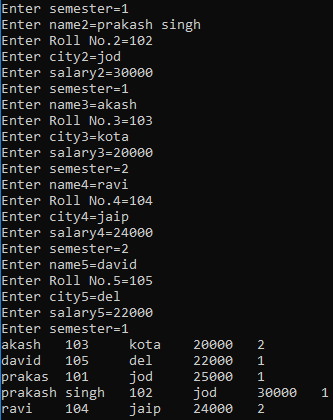 Enter semester=1
Enter name2=prakash singh
Enter Roll No.2=102
Enter city2=jod
Enter salary2=30000
Enter semester=1
Enter name3=akash
Enter Roll No.3=103
Enter city3=kota
Enter salary3=20000
Enter semester=2
Enter name4=ravi
Enter Roll No.4=104
Enter city4=jaip
Enter salary4=24000
Enter semester=2
Enter name5=david
Enter Roll No.5=105
Enter city5=del
Enter salary5=22000
Enter semester=1
akash 103 kota 20000 2
david 105 del 22000 1
prakas 101 jod 25000 1
prakash singh 102 jod 30000 1
ravi 104 jaip 24000 2